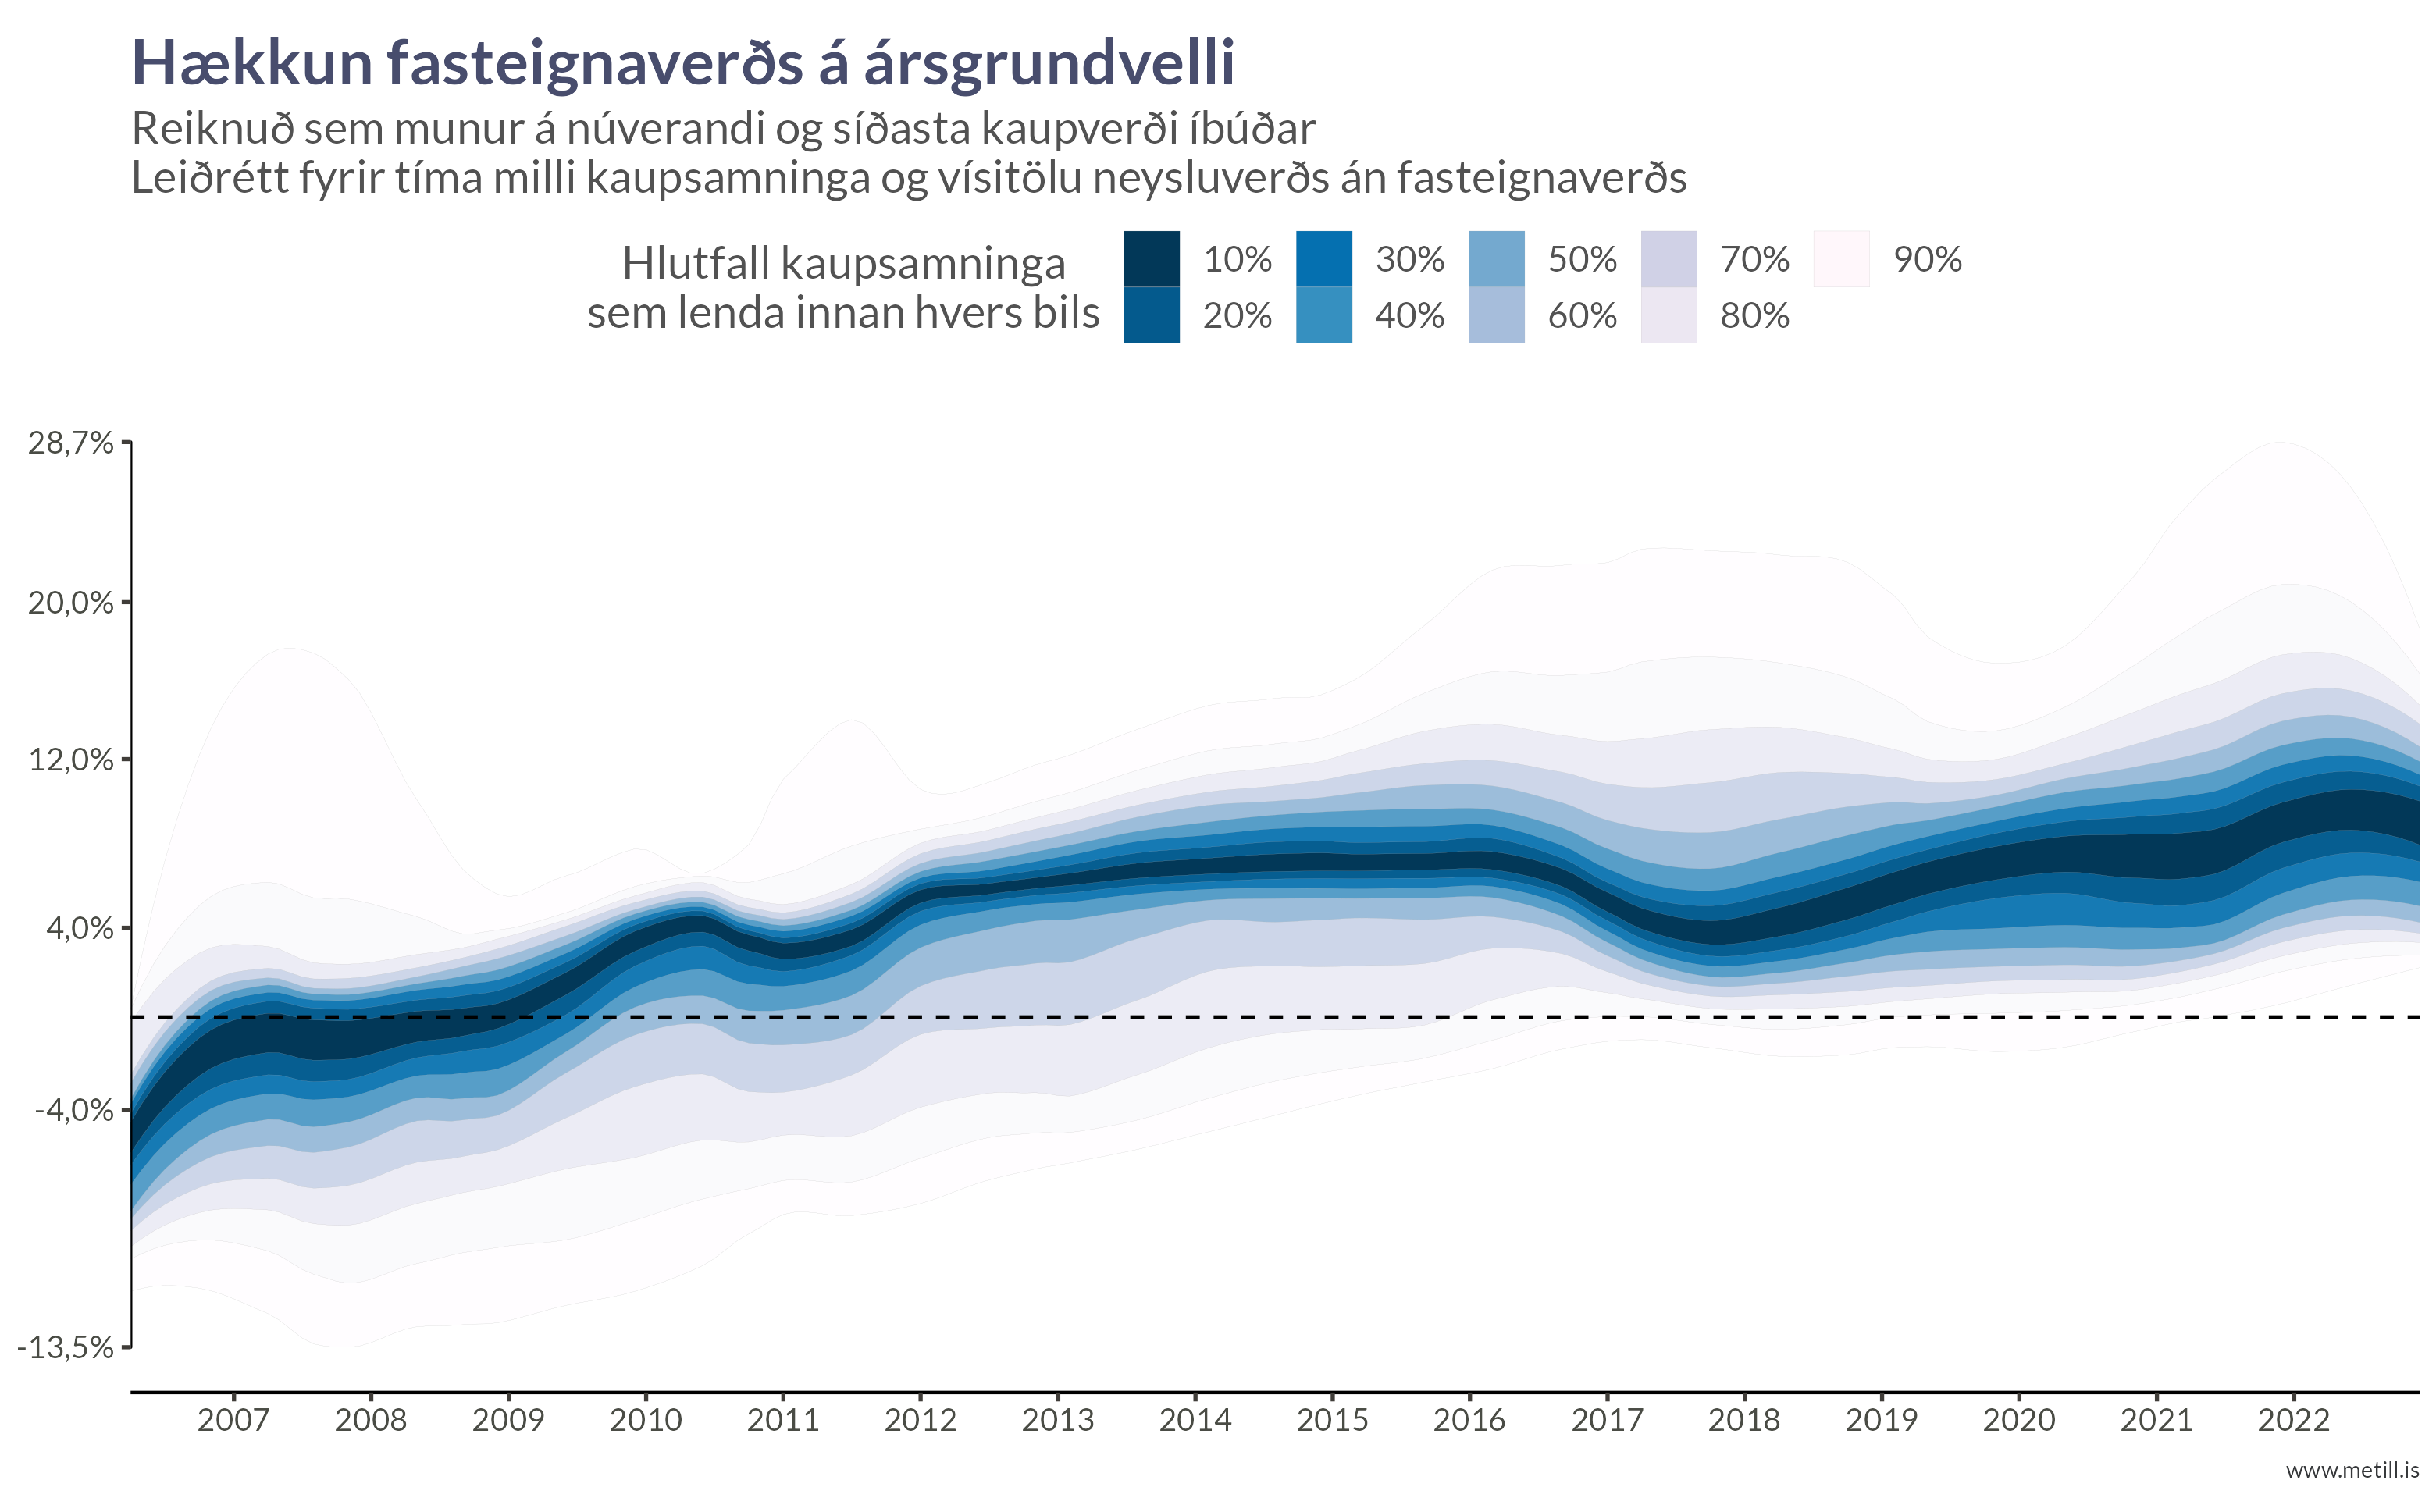 Hækkun fasteignaverðs á ársgrundvelli
Reiknuð sem munur á núverandi og síðasta kaupverði íbúðar
Leiðrétt fyrir tíma milli kaupsamninga og vísitölu neysluverðs án fasteignaverðs
Hlutfall kaupsamninga
sem lenda innan hvers bils
10% 30% 50% 70% 90%
20% 40% 60% 80%
28,7%
20,0%
12,0%
4,0%
-4,0%
-13,5%
2007 2008 2009 2010 2011 2012 2013 2014 2015 2016 2017 2018 2019 2020 2021 2022
www.metill.is